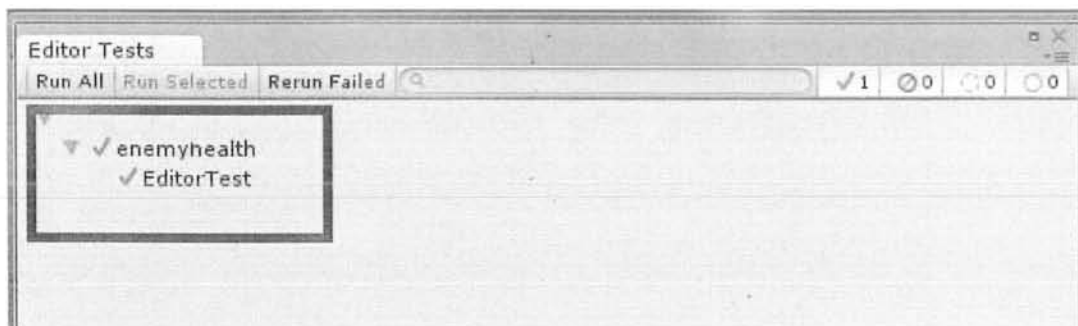 Editor Tests
Run All Run Selected Rerun Failed 1 0 0 0
enemyhealth
EditorTest